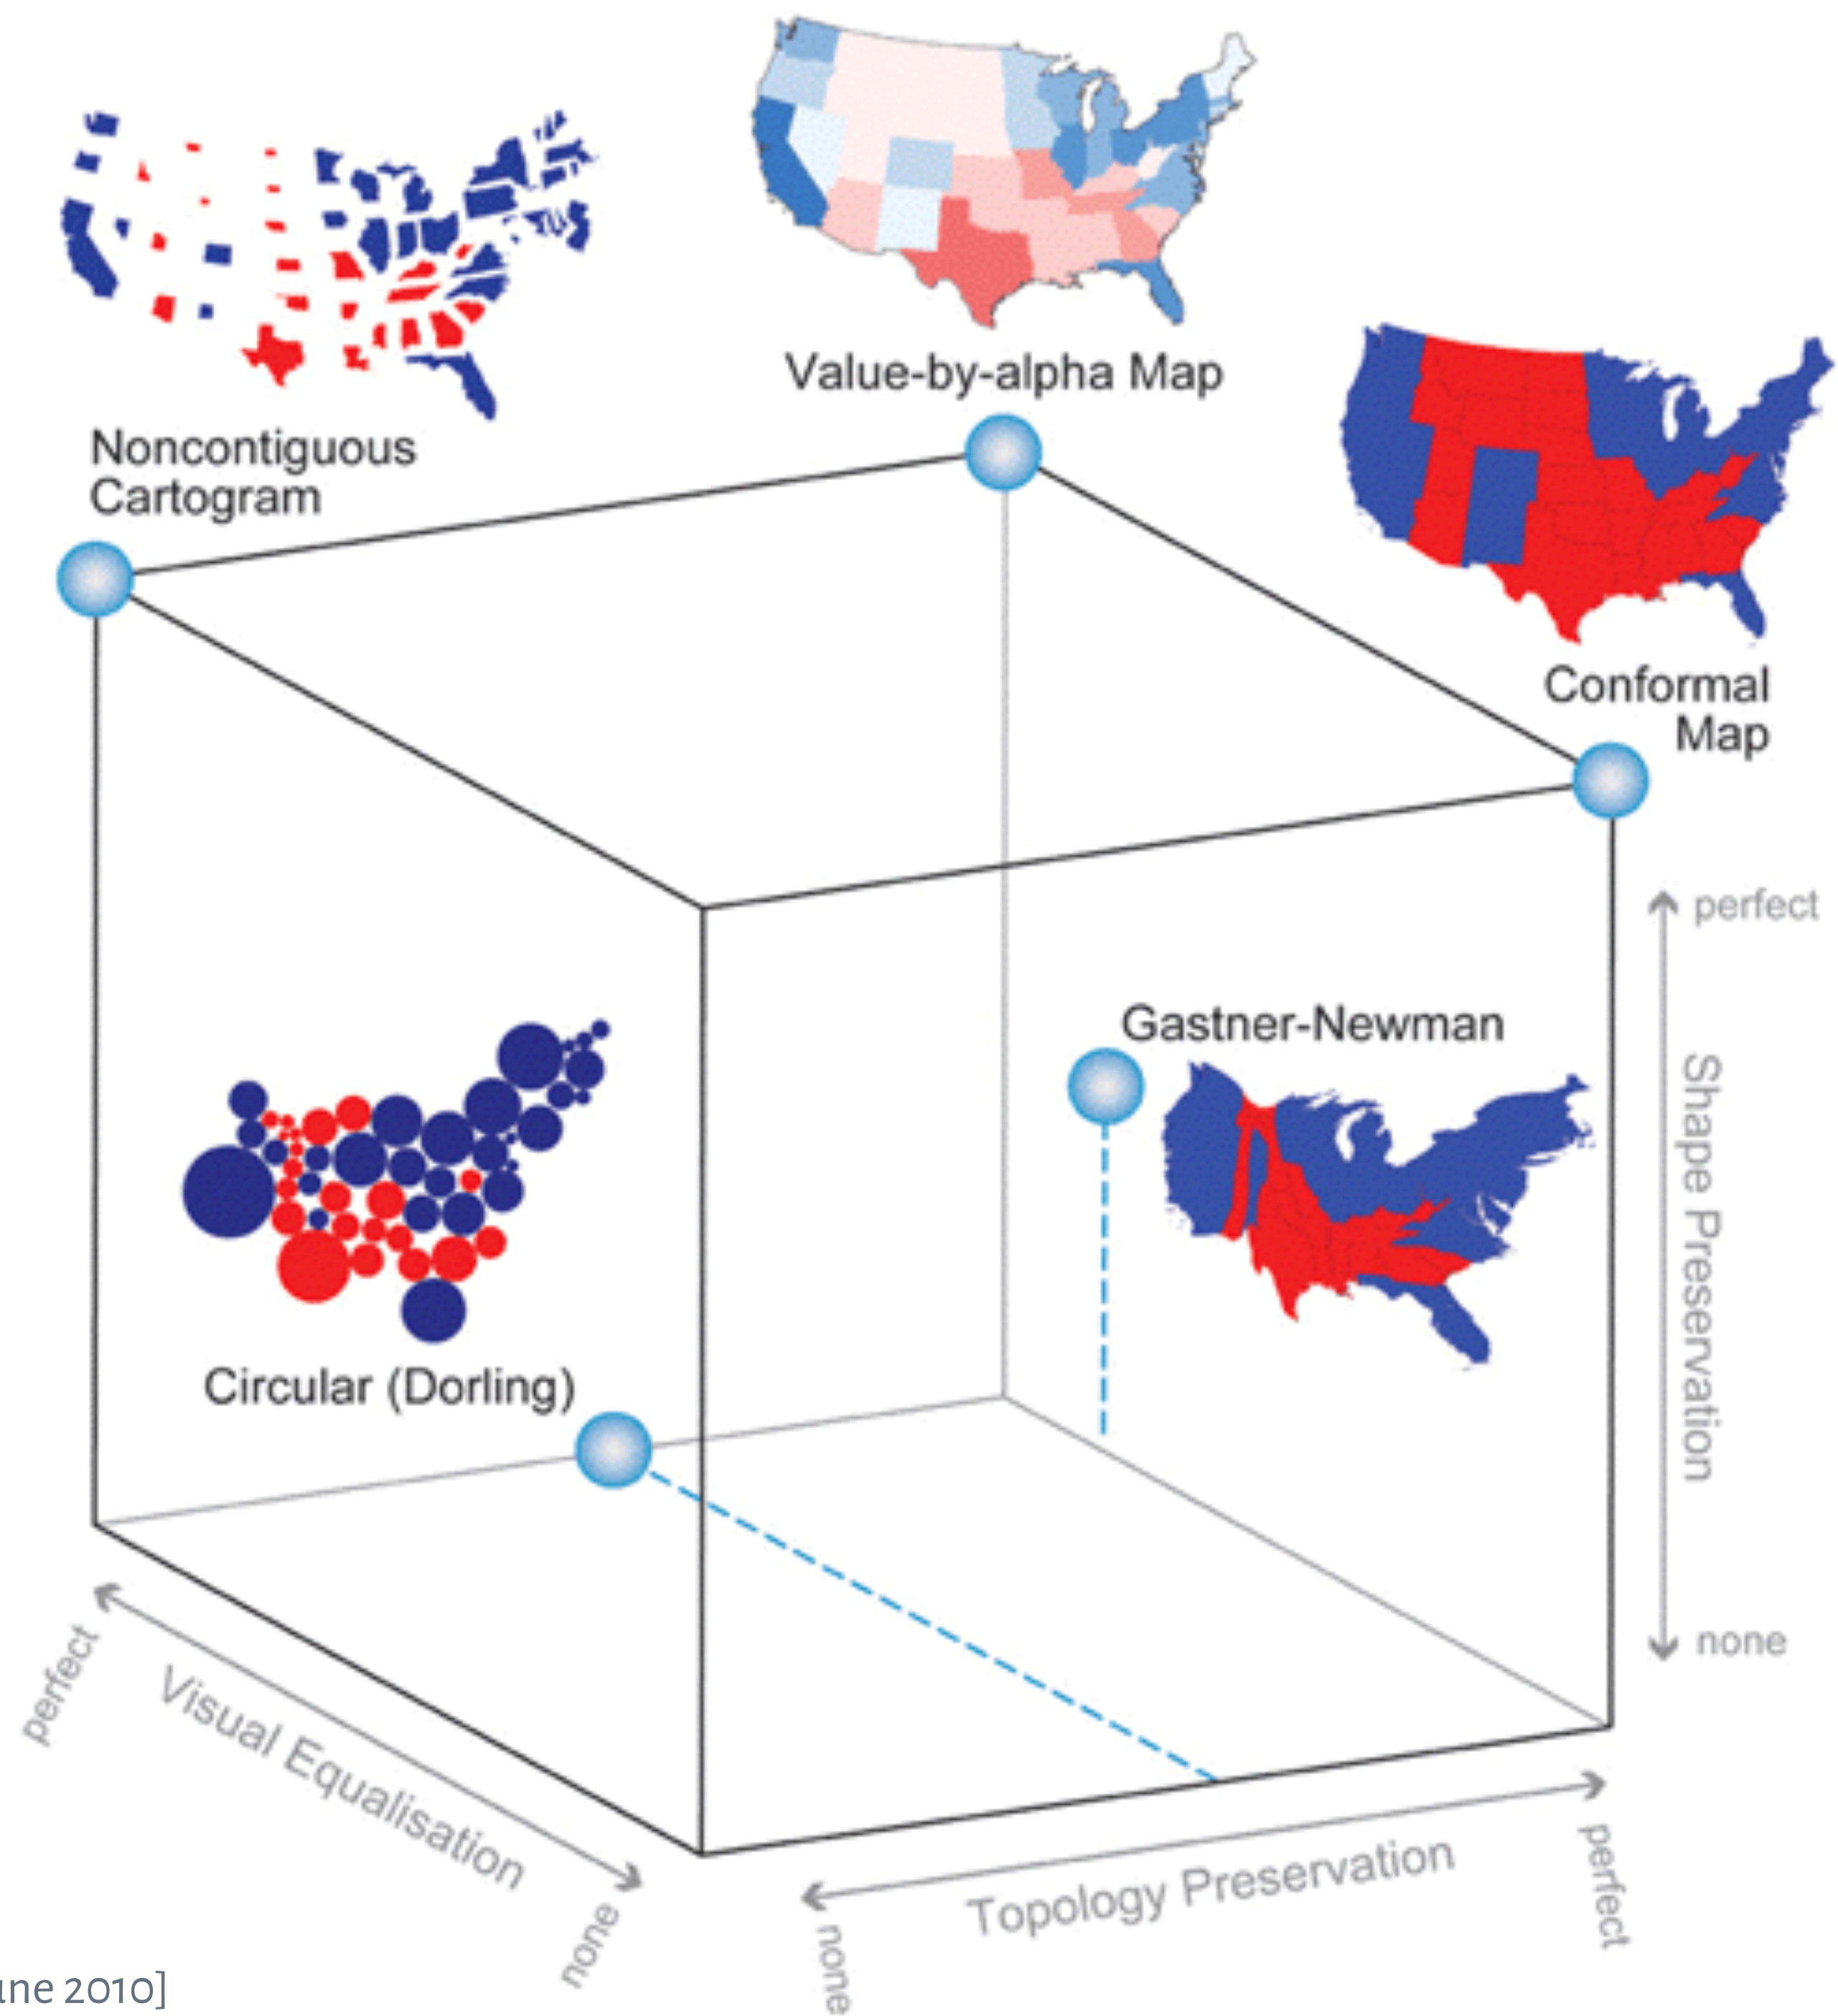 Value-by-alpha Map
Noncontiguous
Cartogram
Conformal
Map
perfect
Gastner-Newman
Shape Preservation
Circular (Dorling)
none
perfect
Visual Equalisation
none
Topology Preservation
none
perfect
2010]